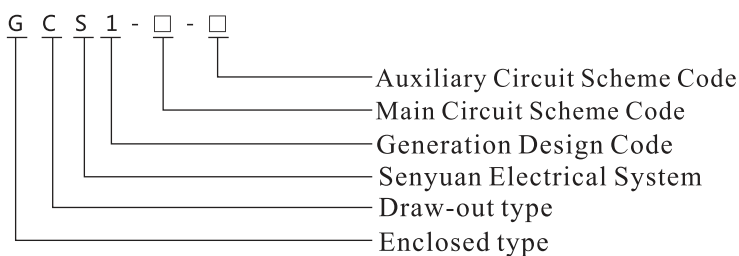 G C S 1 - □ - □
Auxiliary Circuit Scheme Code
Main Circuit Scheme Code
Generation Design Code
Senyuan Electrical System
Draw-out type
Enclosed type